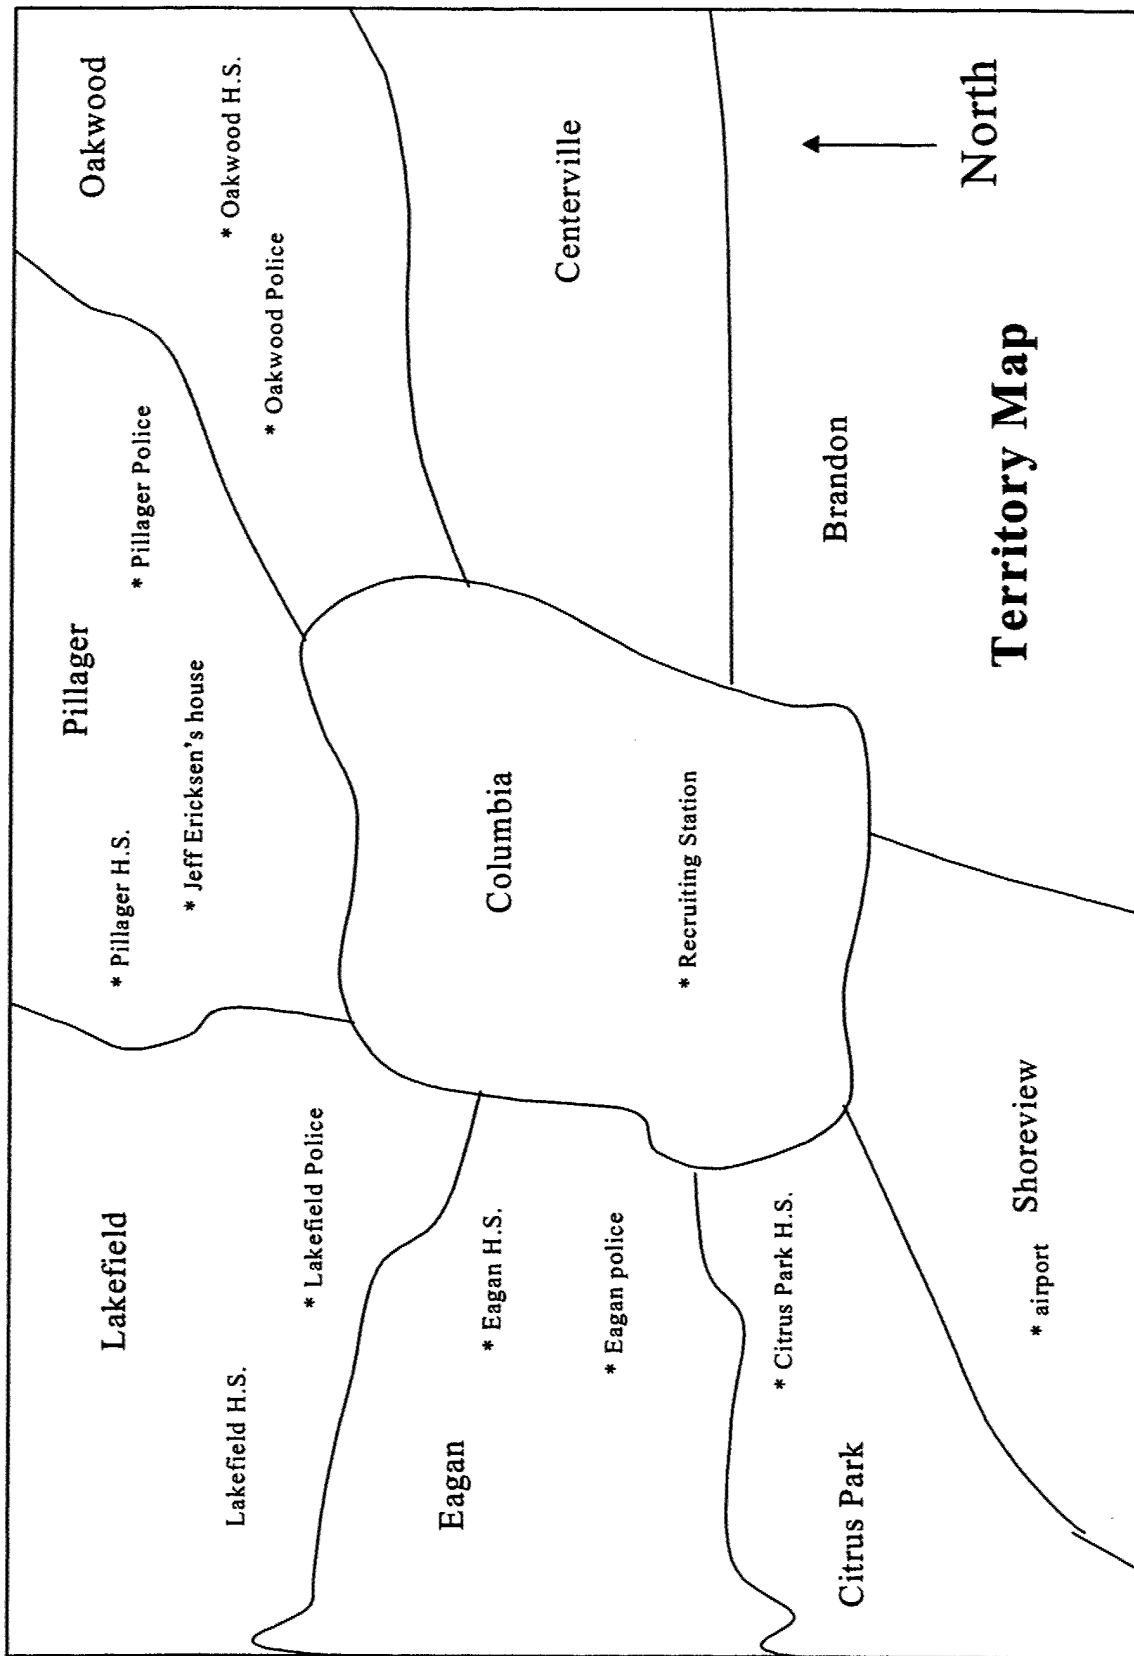 Lakefield
Pillager
Oakwood
* Pillager H.S.
* Pillager Police
* Jeff Ericksen's house
Lakefield H.S.
* Oakwood H.S.
* Lakefield Police
* Oakwood Police
Eagan
* Eagan H.S.
Columbia
Centerville
* Eagan police
* Recruiting Station
* Citrus Park H.S.
Citrus Park
Brandon
North
* airport
Shoreview
Territory Map